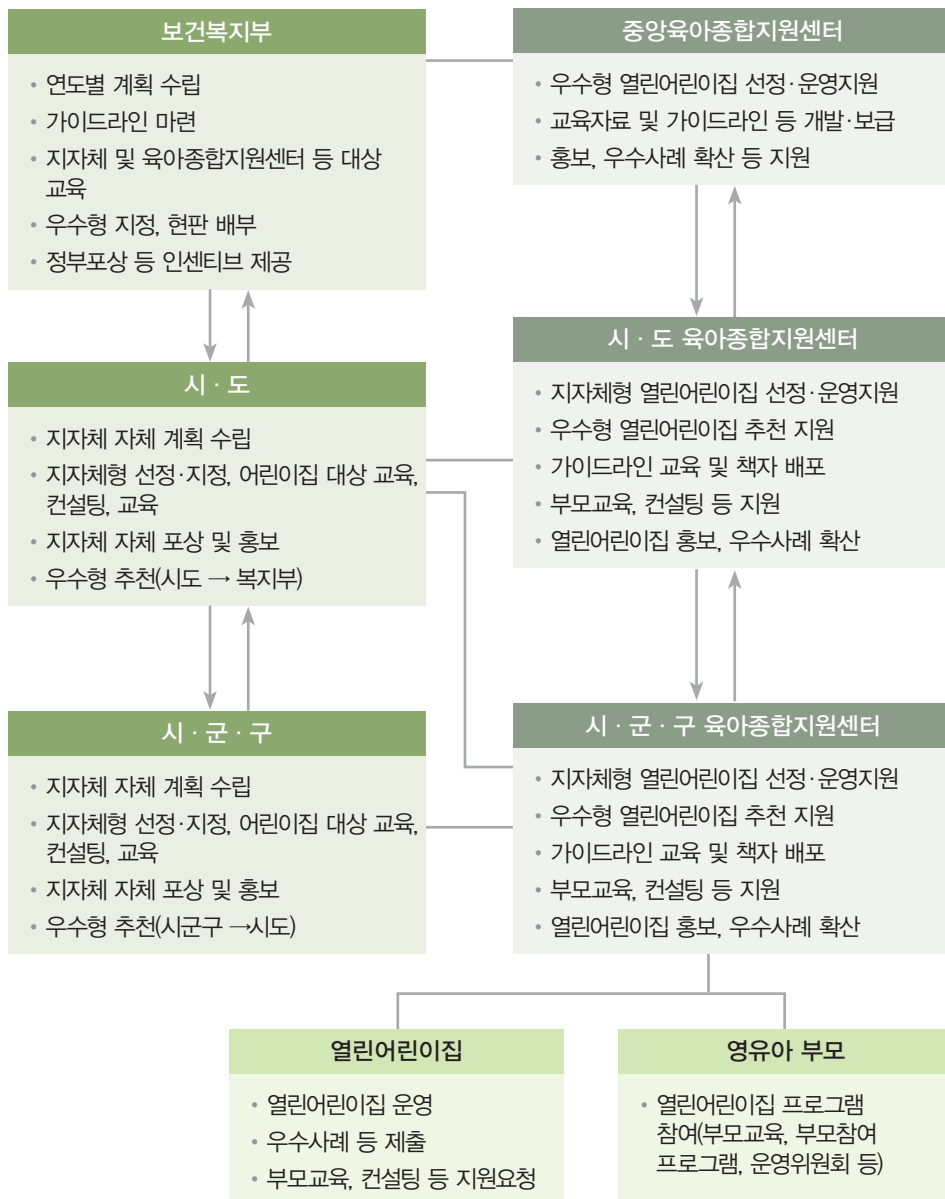 보건복지부
• 연도별 계획 수립
• 가이드라인 마련
• 지자체 및 육아종합지원센터 등 대상
교육
• 우수형 지정, 현판 배부
• 정부포상 등 인센티브 제공
중앙육아종합지원센터
• 우수형 열린어린이집 선정·운영지원
• 교육자료 및 가이드라인 등 개발·보급
• 홍보, 우수사례 확산 등 지원
시 · 도
• 지자체 자체 계획 수립
• 지자체형 선정·지정, 어린이집 대상 교육,
컨설팅, 교육
• 지자체 자체 포상 및 홍보
• 우수형 추천(시도 → 복지부)
시 · 도 육아종합지원센터
• 지자체형 열린어린이집 선정·운영지원
• 우수형 열린어린이집 추천 지원
• 가이드라인 교육 및 책자 배포
• 부모교육, 컨설팅 등 지원
• 열린어린이집 홍보, 우수사례 확산
시 · 군 · 구
• 지자체 자체 계획 수립
• 지자체형 선정·지정, 어린이집 대상 교육,
컨설팅, 교육
• 지자체 자체 포상 및 홍보
• 우수형 추천(시군구 →시도)
시 · 군 · 구 육아종합지원센터
• 지자체형 열린어린이집 선정·운영지원
• 우수형 열린어린이집 추천 지원
• 가이드라인 교육 및 책자 배포
• 부모교육, 컨설팅 등 지원
• 열린어린이집 홍보, 우수사례 확산
열린어린이집
• 열린어린이집 운영
• 우수사례 등 제출
• 부모교육, 컨설팅 등 지원요청
영유아 부모
• 열린어린이집 프로그램
참여(부모교육, 부모참여
프로그램, 운영위원회 등)